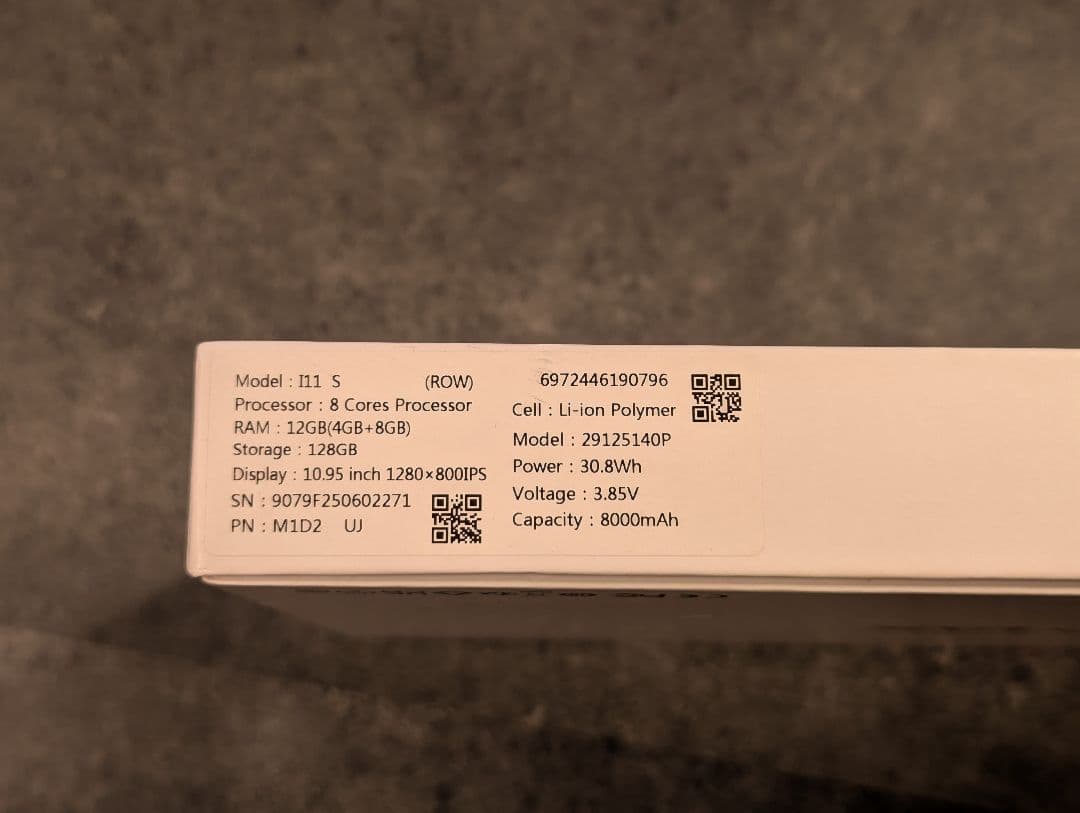 Model : I11 S (ROW)
Processor : 8 Cores Processor
RAM : 12GB(4GB+8GB)
Storage : 128GB
Display : 10.95 inch 1280×800IPS
SN : 9079F250602271
PN : M1D2 UJ
6972446190796
Cell : Li-ion Polymer
Model : 29125140P
Power : 30.8Wh
Voltage : 3.85V
Capacity : 8000mAh